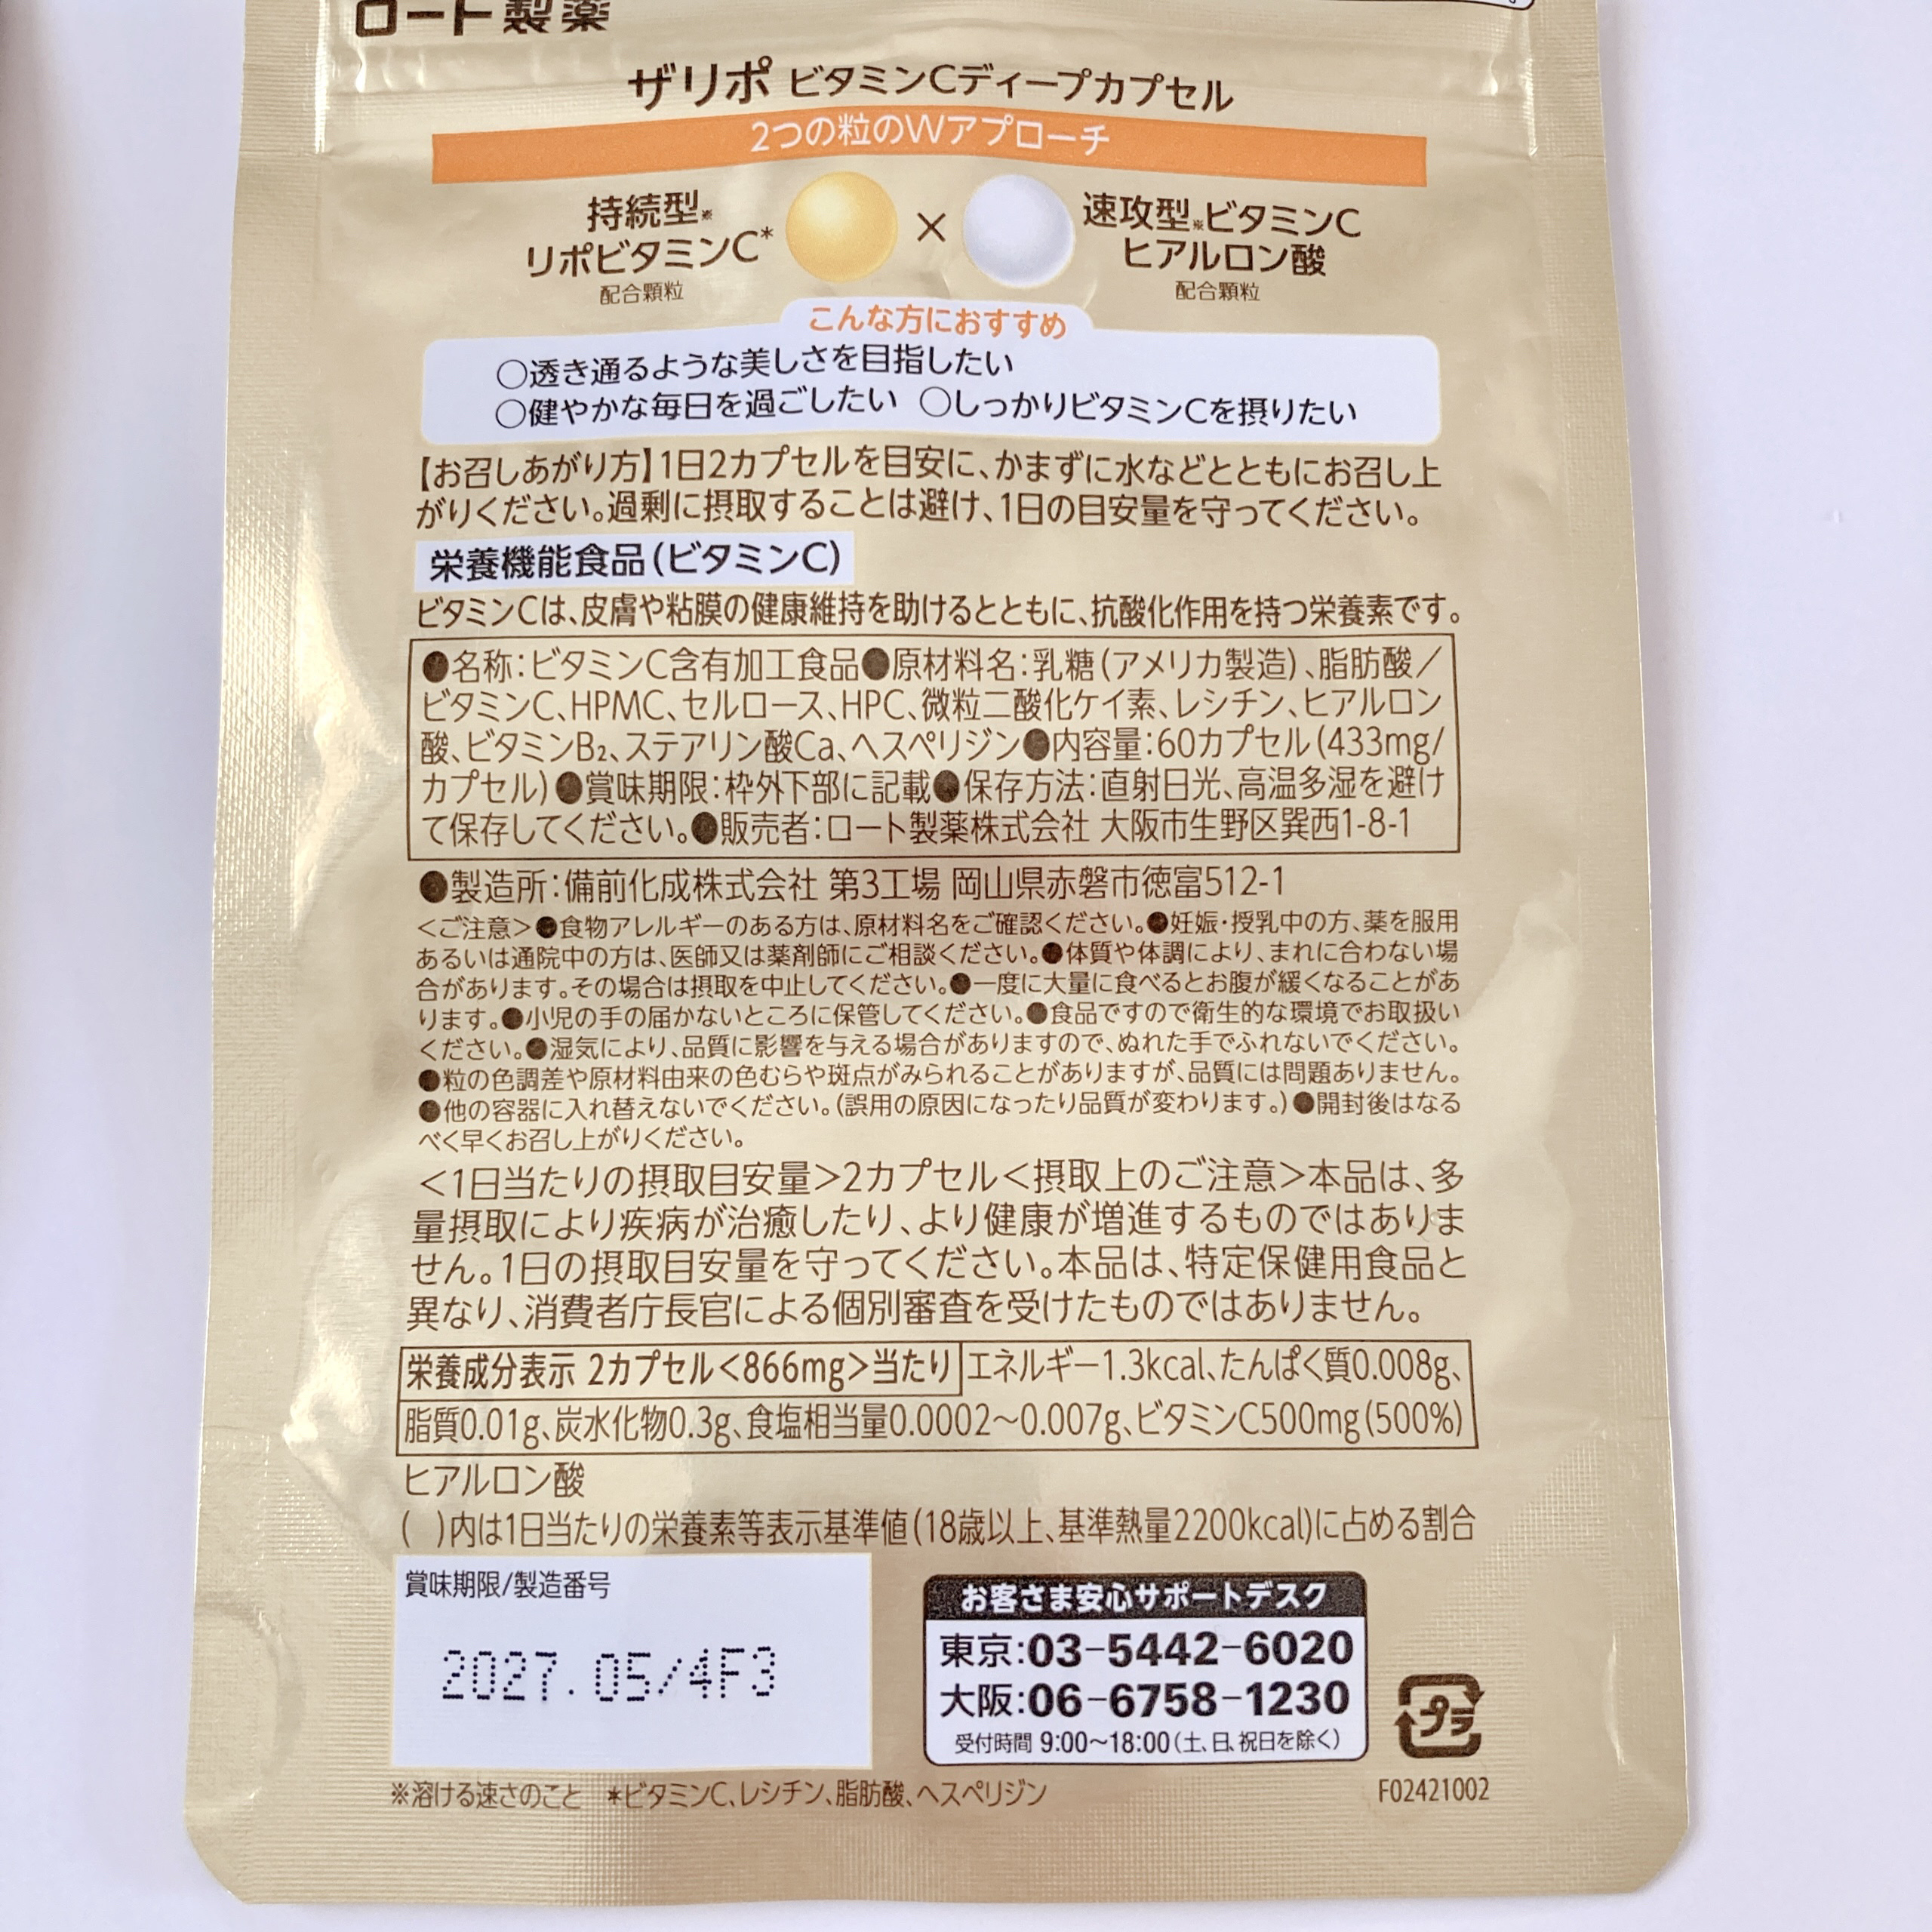 ロート製薬
ザリポ ビタミンCディープカプセル
2つの粒のWアプローチ
持続型※
リポビタミンC*
配合顆粒
×
速攻型※ビタミンC
ヒアルロン酸
配合顆粒
こんな方におすすめ
○透き通るような美しさを目指したい
○健やかな毎日を過ごしたい ○しっかりビタミンCを摂りたい
【お召しあがり方】1日2カプセルを目安に、かまずに水などとともにお召し上
がりください。過剰に摂取することは避け、1日の目安量を守ってください。
栄養機能食品(ビタミンC)
ビタミンCは、皮膚や粘膜の健康維持を助けるとともに、抗酸化作用を持つ栄養素です。
●名称:ビタミンC含有加工食品●原材料名:乳糖(アメリカ製造)、脂肪酸/
ビタミンC、HPMC、セルロース、HPC、微粒二酸化ケイ素、レシチン、ヒアルロン
酸、ビタミンB₂、ステアリン酸Ca、ヘスペリジン●内容量:60カプセル(433mg/
カプセル)●賞味期限:枠外下部に記載●保存方法:直射日光、高温多湿を避け
て保存してください。●販売者:ロート製薬株式会社 大阪市生野区巽西1-8-1
●製造所:備前化成株式会社 第3工場 岡山県赤磐市徳富512-1
<ご注意>●食物アレルギーのある方は、原材料名をご確認ください。●妊娠・授乳中の方、薬を服用
あるいは通院中の方は、医師又は薬剤師にご相談ください。●体質や体調により、まれに合わない場
合があります。その場合は摂取を中止してください。●一度に大量に食べるとお腹が緩くなることがあ
ります。●小児の手の届かないところに保管してください。●食品ですので衛生的な環境でお取扱い
ください。●湿気により、品質に影響を与える場合がありますので、ぬれた手でふれないでください。
●粒の色調差や原材料由来の色むらや斑点がみられることがありますが、品質には問題ありません。
●他の容器に入れ替えないでください。(誤用の原因になったり品質が変わります。)●開封後はなる
べく早くお召し上がりください。
<1日当たりの摂取目安量>2カプセル<摂取上のご注意>本品は、多
量摂取により疾病が治癒したり、より健康が増進するものではありま
せん。1日の摂取目安量を守ってください。本品は、特定保健用食品と
異なり、消費者庁長官による個別審査を受けたものではありません。
栄養成分表示 2カプセル<866mg>当たり エネルギー1.3kcal、たんぱく質0.008g、
脂質0.01g、炭水化物0.3g、食塩相当量0.0002〜0.007g、ビタミンC500mg(500%)
ヒアルロン酸
( )内は1日当たりの栄養素等表示基準値(18歳以上、基準熱量2200kcal)に占める割合
賞味期限/製造番号
2027.05/4F3
お客さま安心サポートデスク
東京:03-5442-6020
大阪:06-6758-1230
受付時間 9:00〜18:00(土、日、祝日を除く)
プラ
※溶ける速さのこと *ビタミンC、レシチン、脂肪酸、ヘスペリジン
F02421002